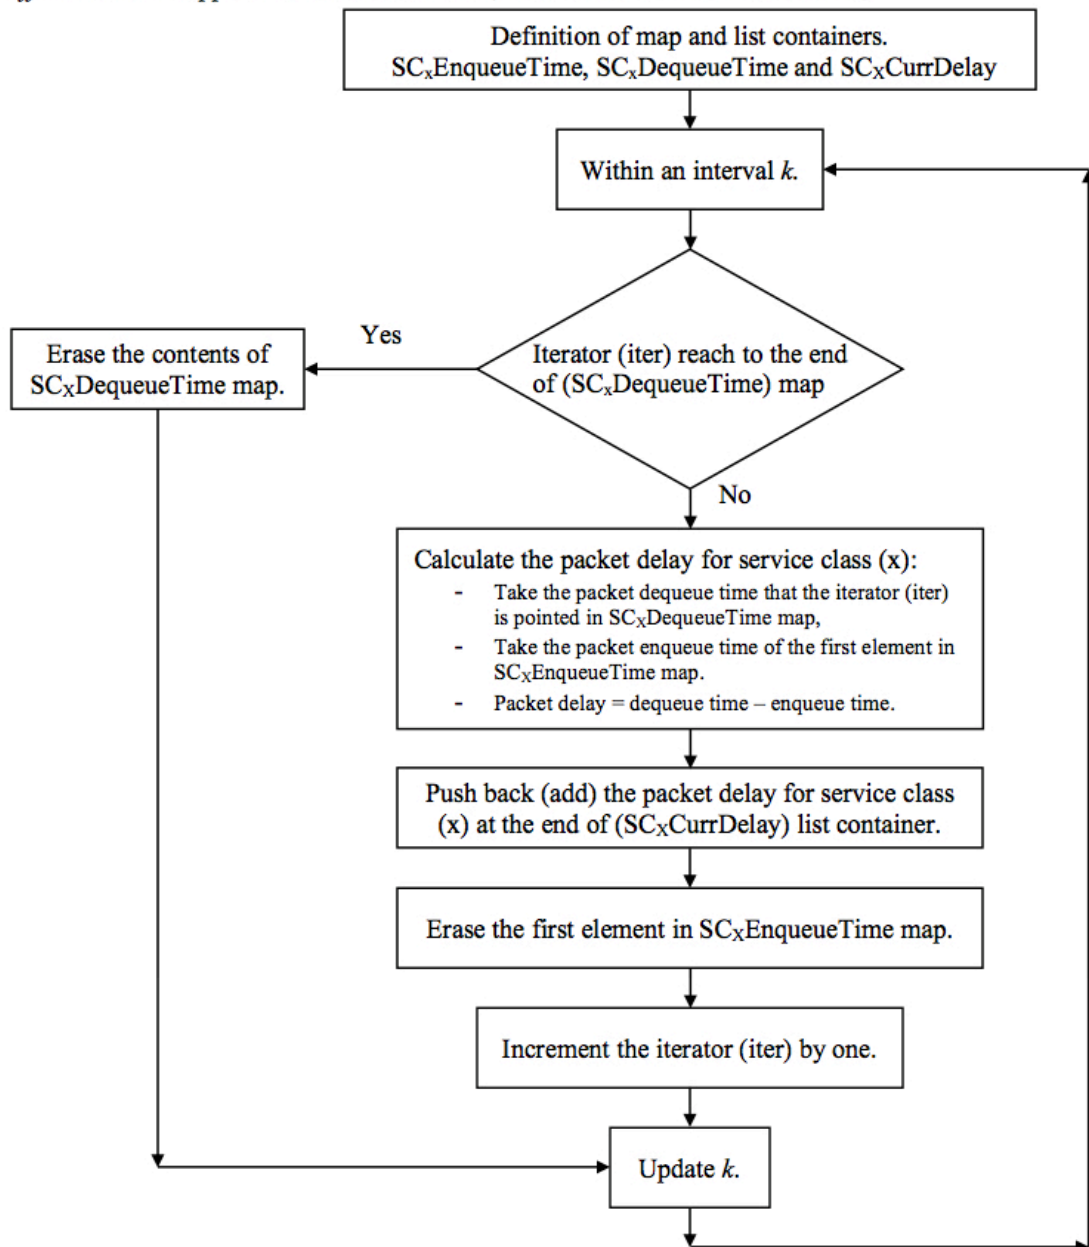 Definition of map and list containers.
SCxEnqueueTime, SCxDequeueTime and SCXCurrDelay
Within an interval k.
Yes
Erase the contents of
SCXDequeueTime map.
Iterator (iter) reach to the end
of (SCxDequeueTime) map
No
Calculate the packet delay for service class (x):
- Take the packet dequeue time that the iterator (iter)
is pointed in SCXDequeueTime map,
- Take the packet enqueue time of the first element in
SCXEnqueueTime map.
- Packet delay = dequeue time – enqueue time.
Push back (add) the packet delay for service class
(x) at the end of (SCXCurrDelay) list container.
Erase the first element in SCXEnqueueTime map.
Increment the iterator (iter) by one.
Update k.